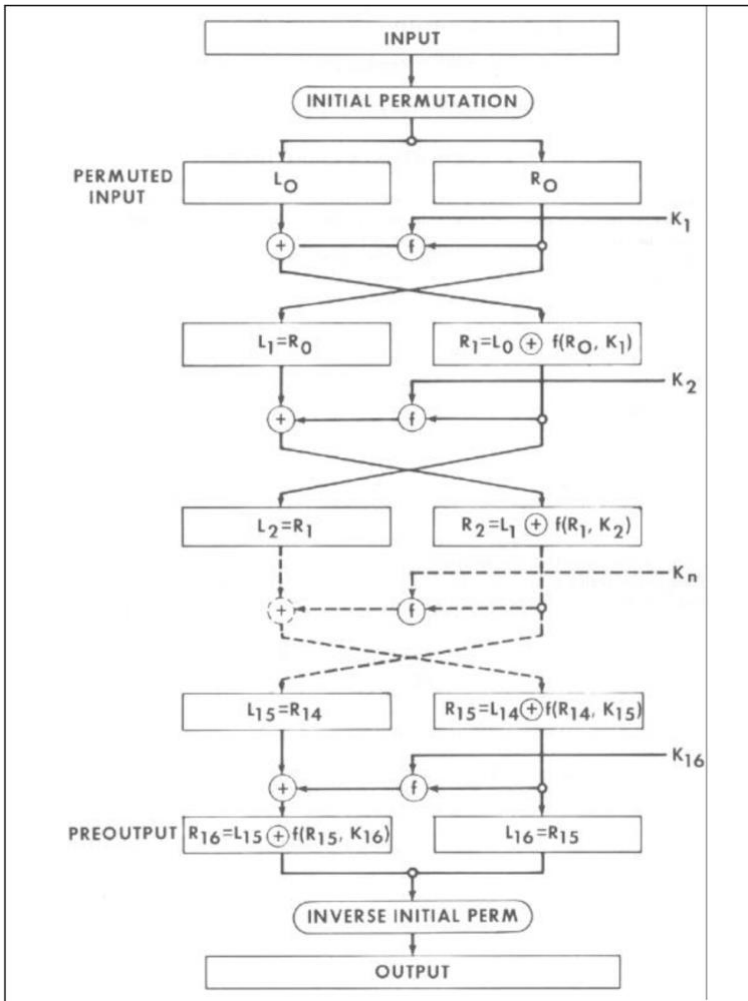 INPUT
INITIAL PERMUTATION
PERMUTED
INPUT
L₀
R₀
K₁
+
f
L₁=R₀
R₁=L₀ ⊕ f(R₀, K₁)
K₂
+
f
L₂=R₁
R₂=L₁ ⊕ f(R₁, K₂)
Kₙ
+
f
L₁₅=R₁₄
R₁₅=L₁₄⊕f(R₁₄, K₁₅)
K₁₆
+
f
PREOUTPUT
R₁₆=L₁₅⊕f(R₁₅, K₁₆)
L₁₆=R₁₅
INVERSE INITIAL PERM
OUTPUT